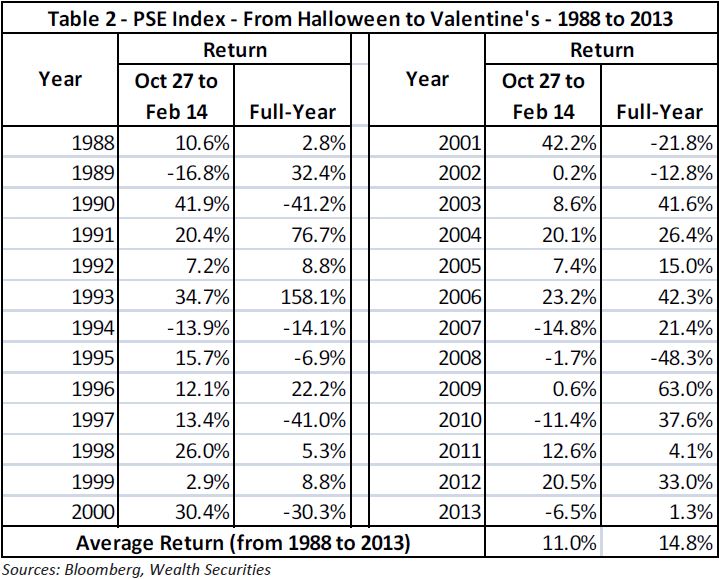 Table 2 - PSE Index - From Halloween to Valentine's - 1988 to 2013
Year Return Year Return
Oct 27 to Feb 14 Full-Year Oct 27 to Feb 14 Full-Year
1988 10.6% 2.8% 2001 42.2% -21.8%
1989 -16.8% 32.4% 2002 0.2% -12.8%
1990 41.9% -41.2% 2003 8.6% 41.6%
1991 20.4% 76.7% 2004 20.1% 26.4%
1992 7.2% 8.8% 2005 7.4% 15.0%
1993 34.7% 158.1% 2006 23.2% 42.3%
1994 -13.9% -14.1% 2007 -14.8% 21.4%
1995 15.7% -6.9% 2008 -1.7% -48.3%
1996 12.1% 22.2% 2009 0.6% 63.0%
1997 13.4% -41.0% 2010 -11.4% 37.6%
1998 26.0% 5.3% 2011 12.6% 4.1%
1999 2.9% 8.8% 2012 20.5% 33.0%
2000 30.4% -30.3% 2013 -6.5% 1.3%
Average Return (from 1988 to 2013) 11.0% 14.8%
Sources: Bloomberg, Wealth Securities